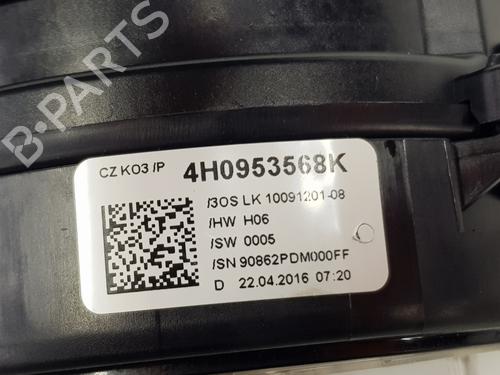 B-PARTS
CZ K03 /P 4H0953568K
/3OS LK 10091201-08
/HW H06
/SW 0005
/SN 90862PDM000FF
D 22.04.2016 07:20